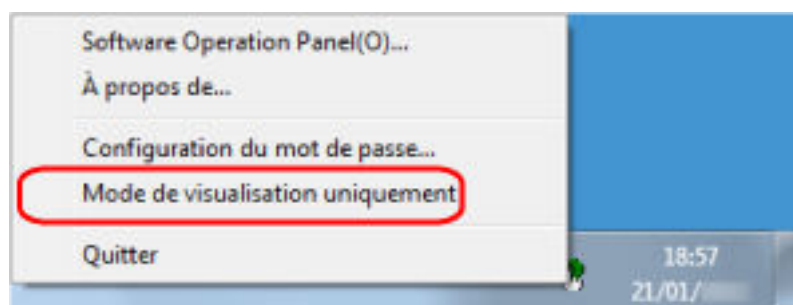 Software Operation Panel(O)...
À propos de...
Configuration du mot de passe...
Mode de visualisation uniquement
Quitter
18:57
21/01/